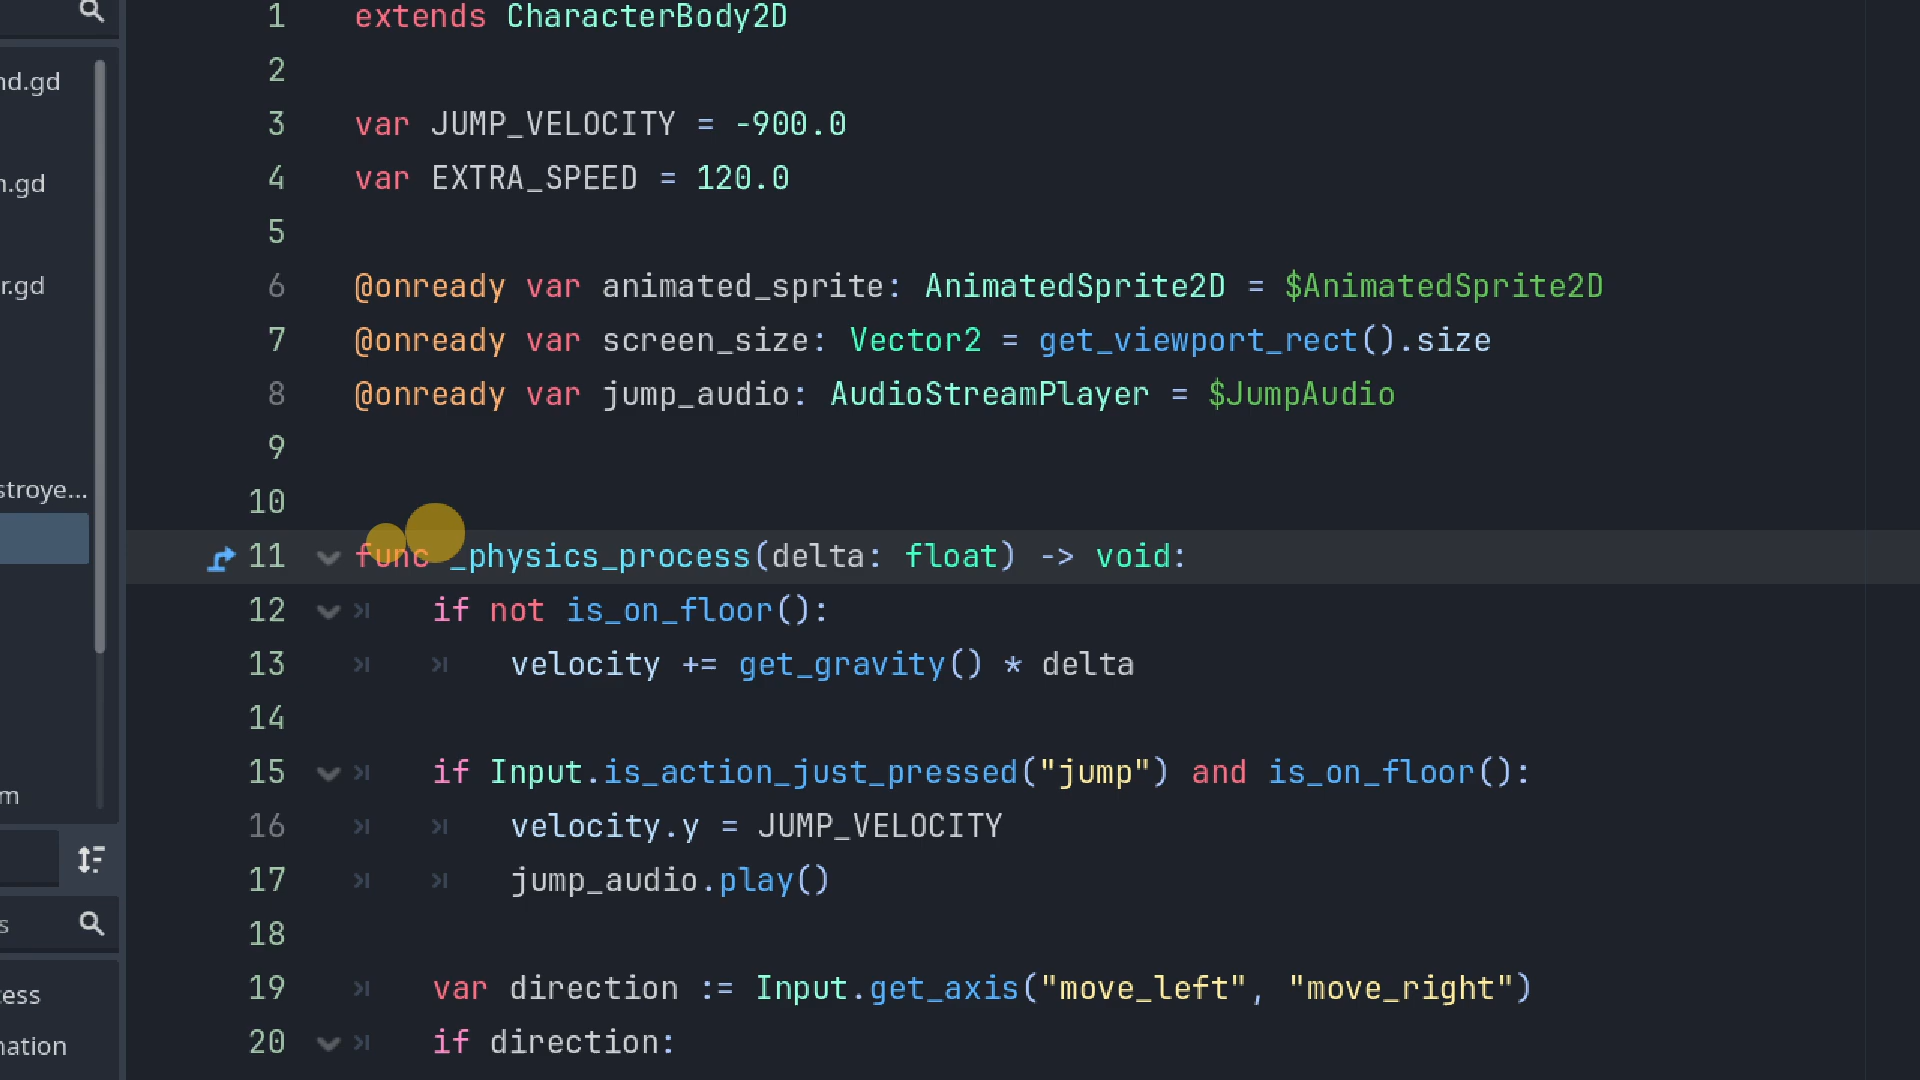 nd.gd
n.gd
r.gd
stroye...
m
s
cess
nation
1 extends CharacterBody2D
2
3 var JUMP_VELOCITY = -900.0
4 var EXTRA_SPEED = 120.0
5
6 @onready var animated_sprite: AnimatedSprite2D = $AnimatedSprite2D
7 @onready var screen_size: Vector2 = get_viewport_rect().size
8 @onready var jump_audio: AudioStreamPlayer = $JumpAudio
9
10
11 func _physics_process(delta: float) -> void:
12 if not is_on_floor():
13 velocity += get_gravity() * delta
14
15 if Input.is_action_just_pressed("jump") and is_on_floor():
16 velocity.y = JUMP_VELOCITY
17 jump_audio.play()
18
19 var direction := Input.get_axis("move_left", "move_right")
20 if direction: